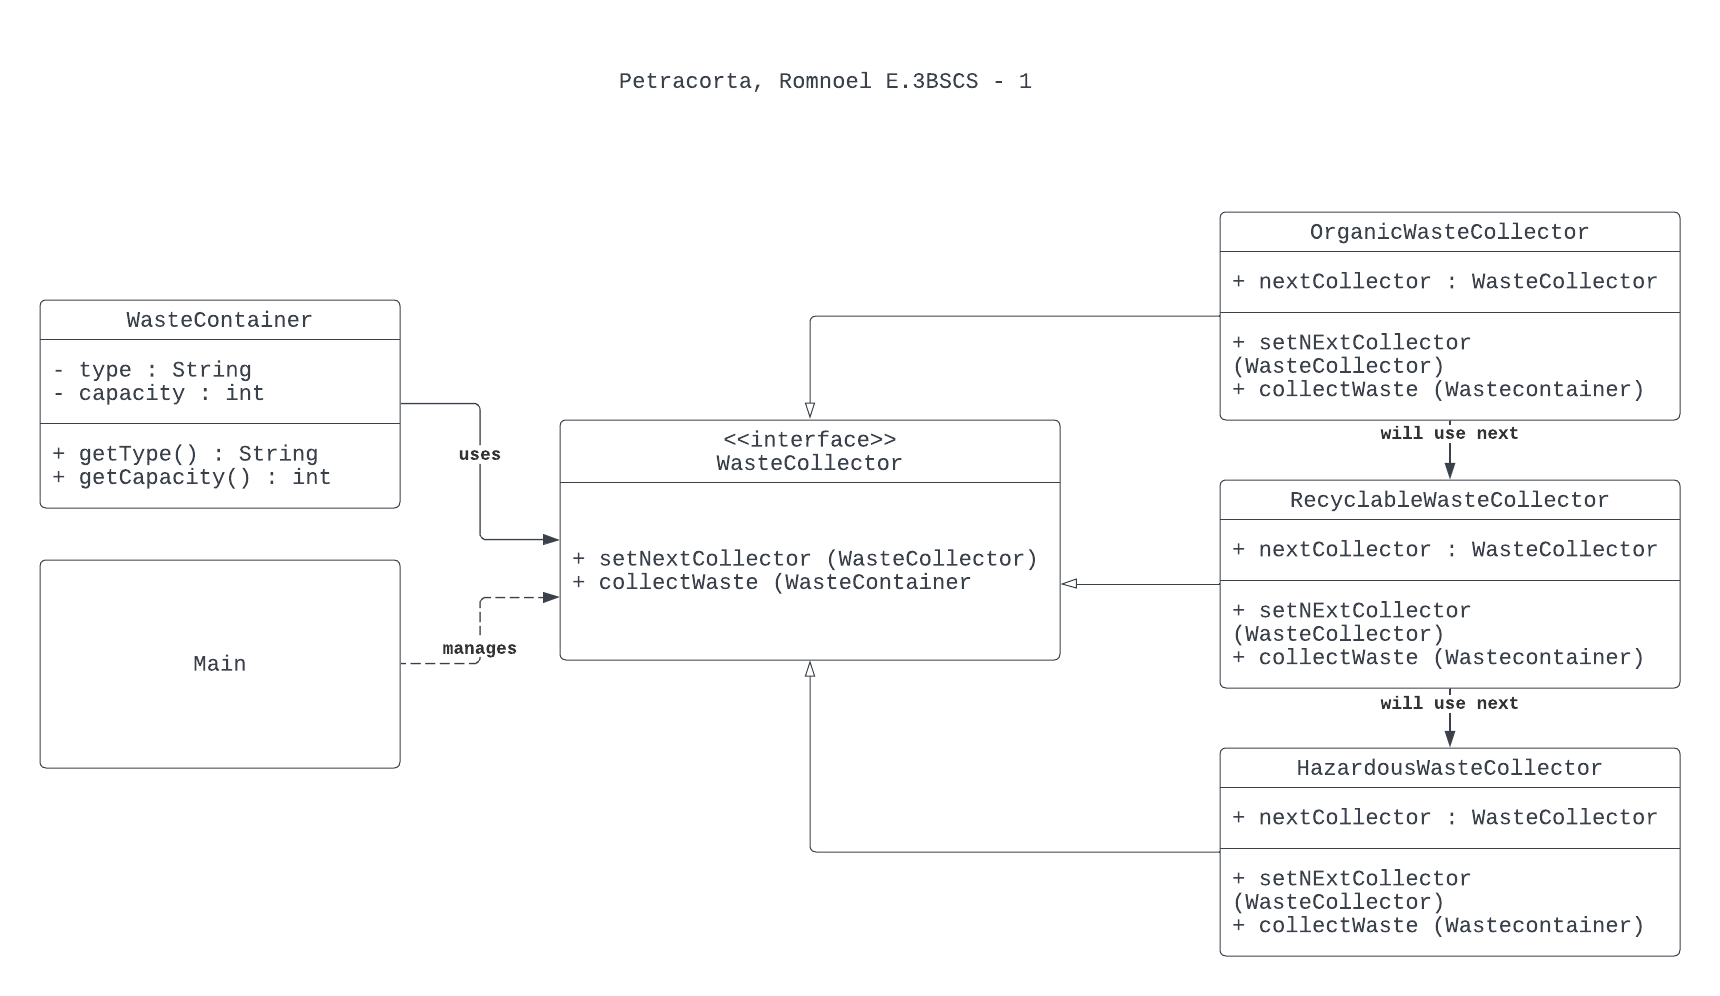 Petracorta, Romnoel E.3BSCS - 1
WasteContainer
- type : String
- capacity : int
+ getType() : String
+ getCapacity() : int
uses
Main
manages
<<interface>>
WasteCollector
+ setNextCollector (WasteCollector)
+ collectWaste (WasteContainer
OrganicWasteCollector
+ nextCollector : WasteCollector
+ setNExtCollector
(WasteCollector)
+ collectWaste (Wastecontainer)
will use next
RecyclableWasteCollector
+ nextCollector : WasteCollector
+ setNExtCollector
(WasteCollector)
+ collectWaste (Wastecontainer)
will use next
HazardousWasteCollector
+ nextCollector : WasteCollector
+ setNExtCollector
(WasteCollector)
+ collectWaste (Wastecontainer)